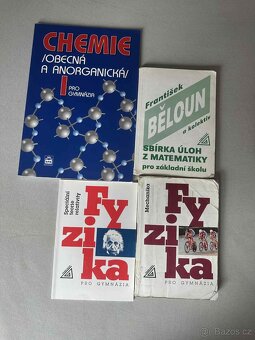 CHEMIE
/OBECNÁ
A ANORGANICKÁ/
I PRO
GYMNÁZIA
František
BĚLOUN
a kolektiv
SBÍRKA ÚLOH
Z MATEMATIKY
pro základní školu
Speciální
teorie
relativity
Fy
zi
ka
PRO GYMNÁZIA
Mechanika
Fy
zi
ka
PRO GYMNÁZIA
Bazos.cz